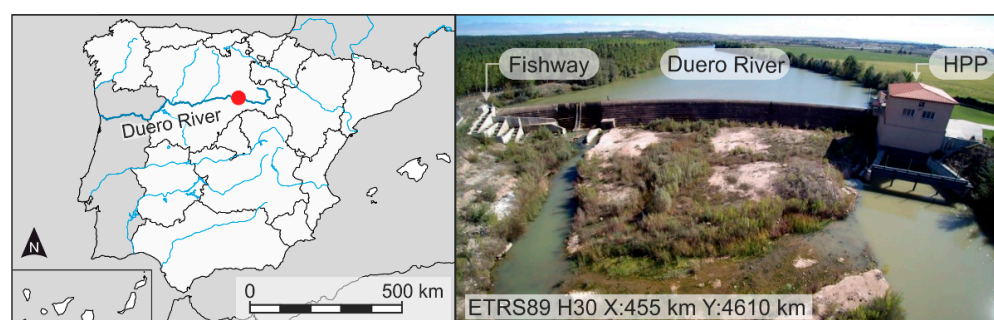 Duero River
N
0
500 km
Fishway
Duero River
HPP
ETRS89 H30 X:455 km Y:4610 km